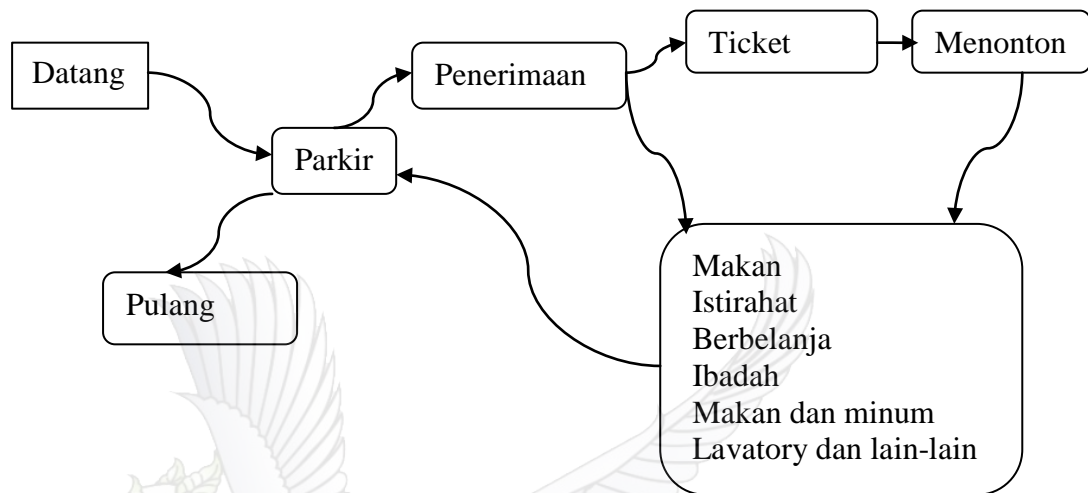 Datang
Parkir
Penerimaan
Ticket
Menonton
Pulang
Makan
Istirahat
Berbelanja
Ibadah
Makan dan minum
Lavatory dan lain-lain